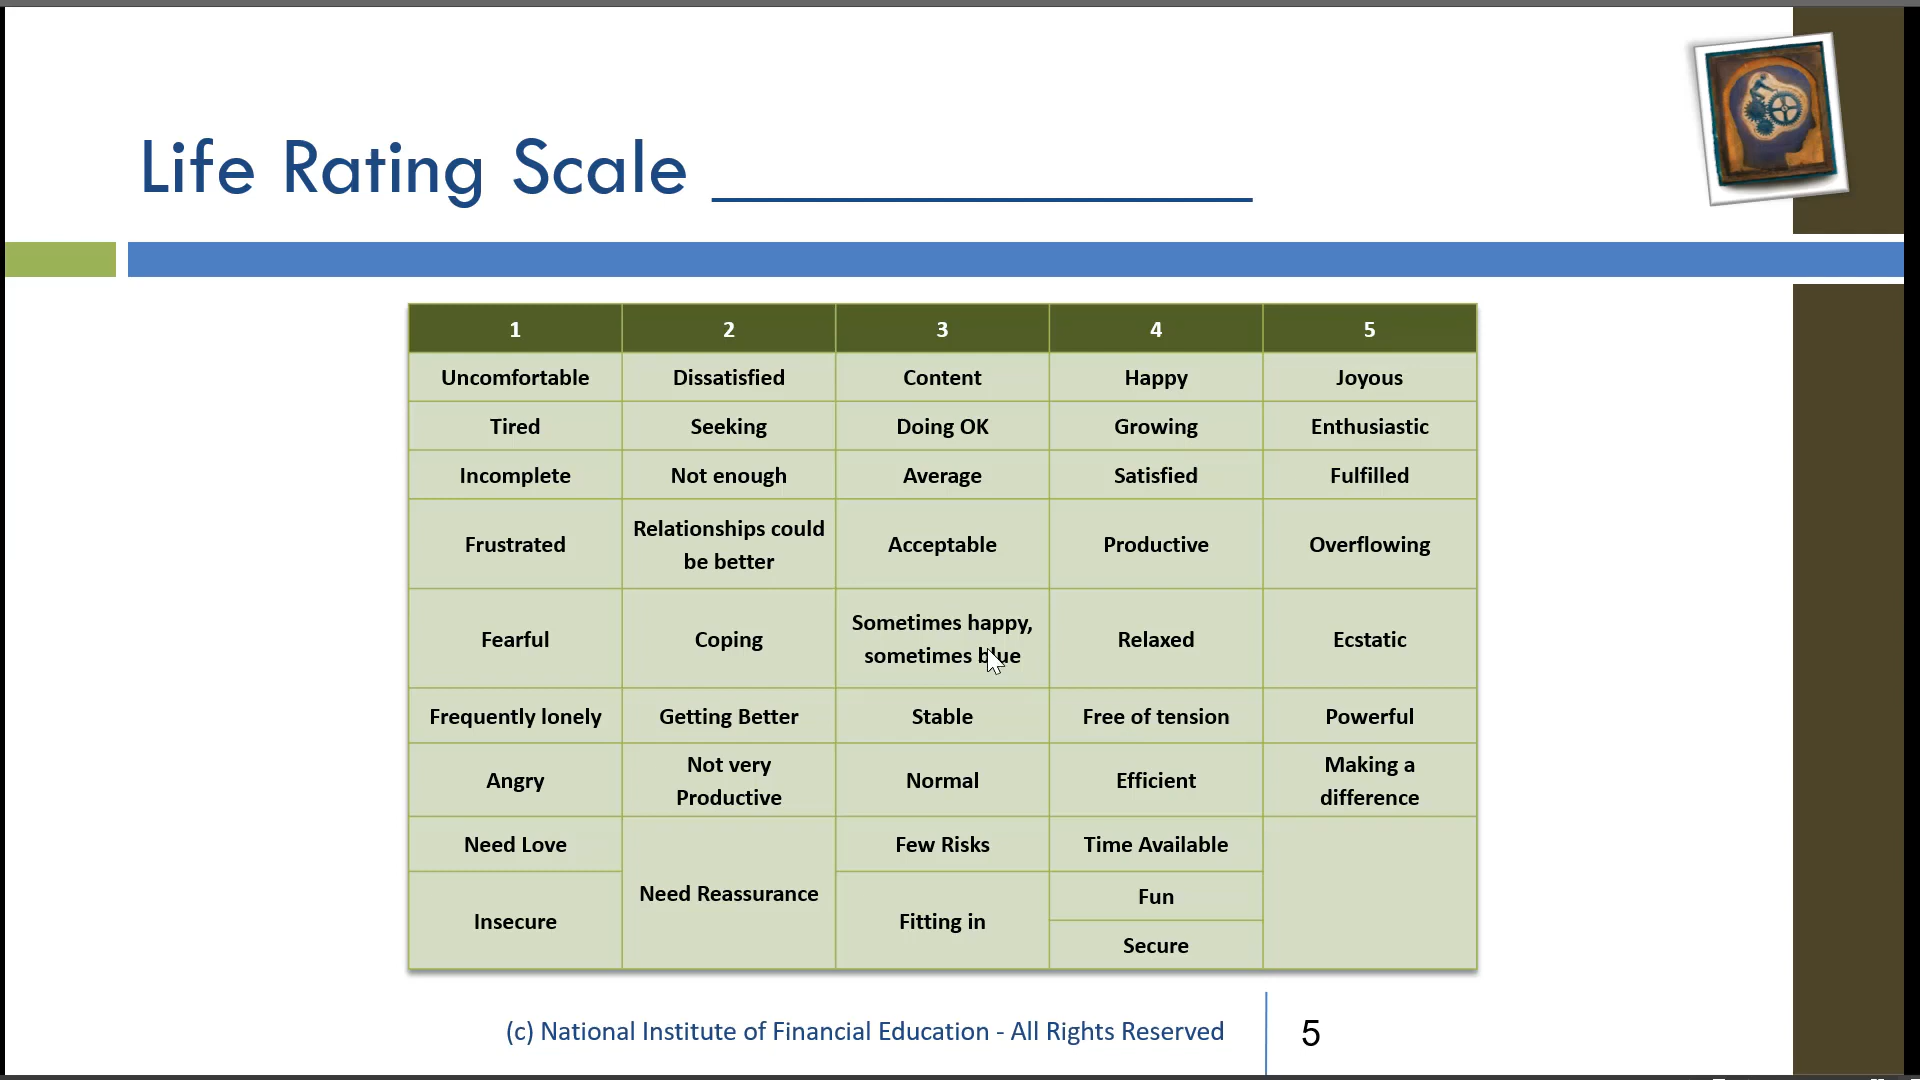 Life Rating Scale _______________
1 2 3 4 5
Uncomfortable Dissatisfied Content Happy Joyous
Tired Seeking Doing OK Growing Enthusiastic
Incomplete Not enough Average Satisfied Fulfilled
Frustrated Relationships could be better Acceptable Productive Overflowing
Fearful Coping Sometimes happy, sometimes blue Relaxed Ecstatic
Frequently lonely Getting Better Stable Free of tension Powerful
Angry Not very Productive Normal Efficient Making a difference
Need Love Need Reassurance Few Risks Time Available
Insecure Fitting in Fun
Secure
(c) National Institute of Financial Education - All Rights Reserved 5